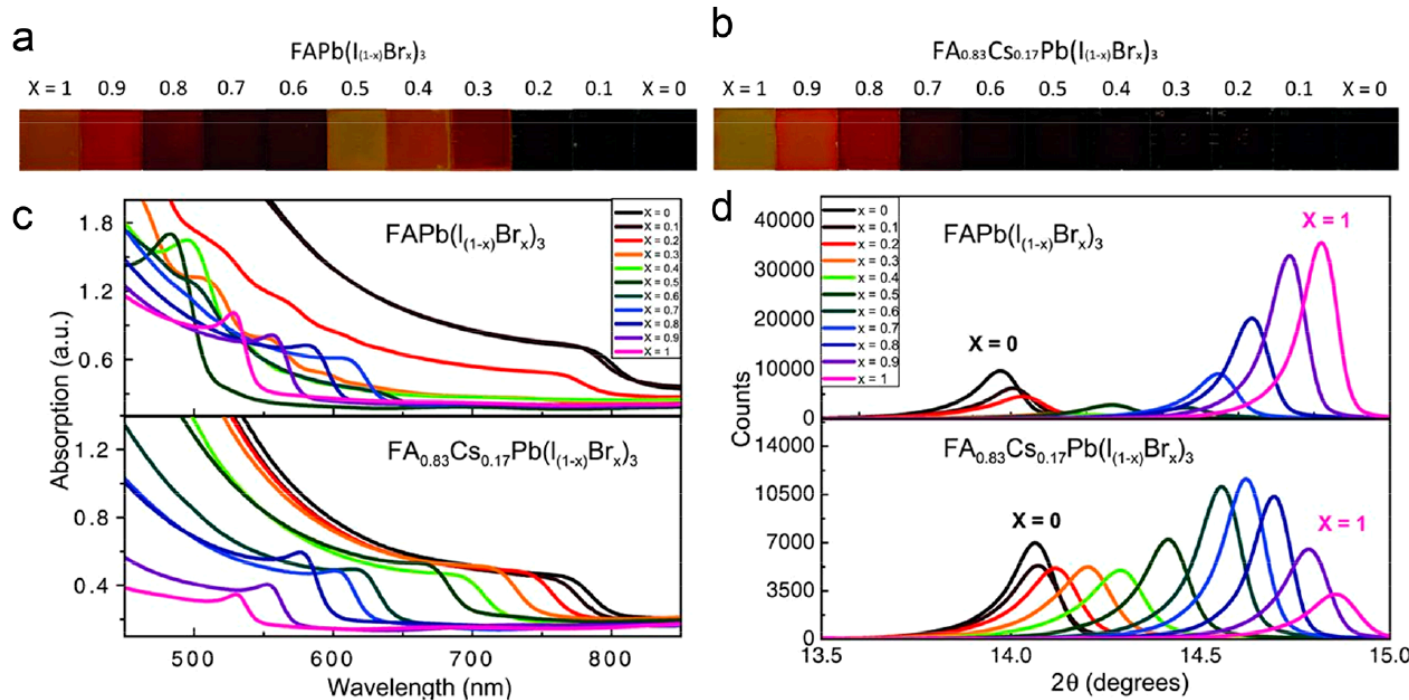 a
FAPb(I(1-x)Brx)3
X = 1 0.9 0.8 0.7 0.6 0.5 0.4 0.3 0.2 0.1 X = 0
b
FA0.83Cs0.17Pb(I(1-x)Brx)3
X = 1 0.9 0.8 0.7 0.6 0.5 0.4 0.3 0.2 0.1 X = 0
c
Absorption (a.u.)
1.8
1.2
0.6
FAPb(I(1-x)Brx)3
X = 0
X = 0.1
X = 0.2
X = 0.3
X = 0.4
X = 0.5
X = 0.6
X = 0.7
X = 0.8
X = 0.9
X = 1
1.2
0.8
0.4
FA0.83Cs0.17Pb(I(1-x)Brx)3
500 600 700 800
Wavelength (nm)
d
Counts
40000
30000
20000
10000
0
x = 0
x = 0.1
x = 0.2
x = 0.3
x = 0.4
x = 0.5
x = 0.6
x = 0.7
x = 0.8
x = 0.9
x = 1
FAPb(I(1-x)Brx)3
X = 0
X = 1
14000
10500
7000
3500
0
FA0.83Cs0.17Pb(I(1-x)Brx)3
X = 0
X = 1
13.5 14.0 14.5 15.0
2θ (degrees)